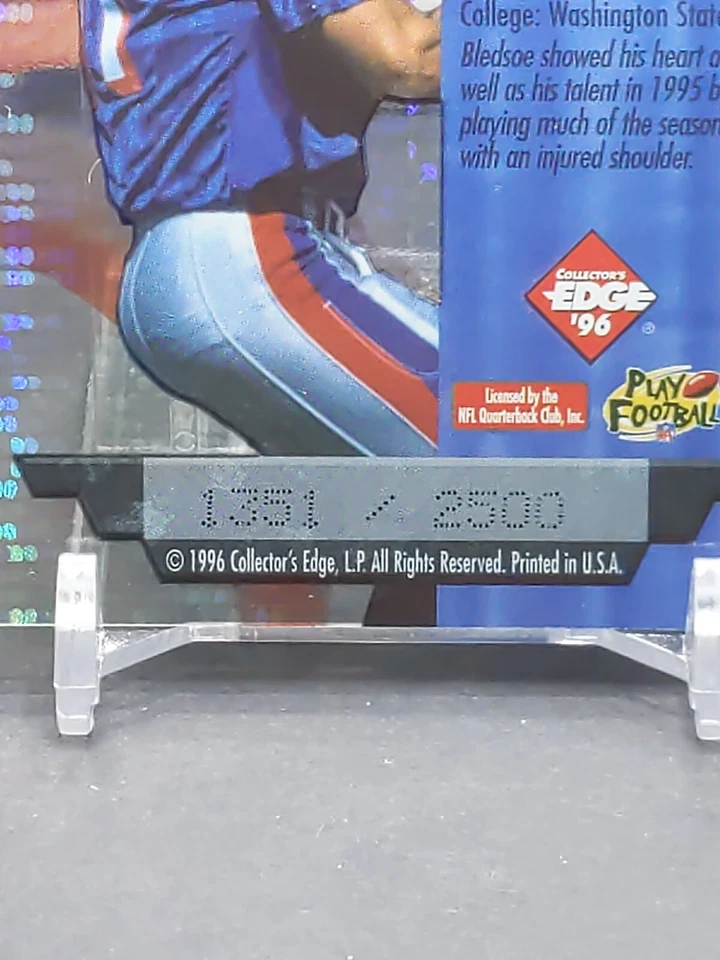 College: Washington
Bledsoe showed his heart
well as his talent in 1995
playing much of the season
with an injured shoulder.
COLLECTOR'S
EDGE
'96
®
Licensed by the
NFL Quarterback Club, Inc.
PLAY
FOOTBALL
NFL
/ 2500
© 1996 Collector's Edge, L.P. All Rights Reserved. Printed in U.S.A.